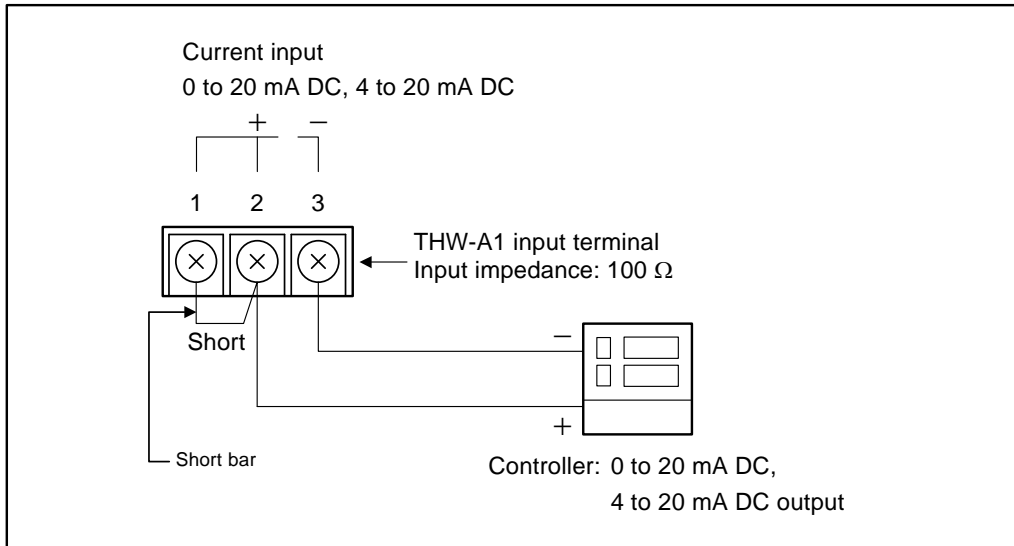 Current input
0 to 20 mA DC, 4 to 20 mA DC
+ −
1 2 3
THW-A1 input terminal
Input impedance: 100 Ω
Short
−
+
Short bar
Controller: 0 to 20 mA DC,
4 to 20 mA DC output